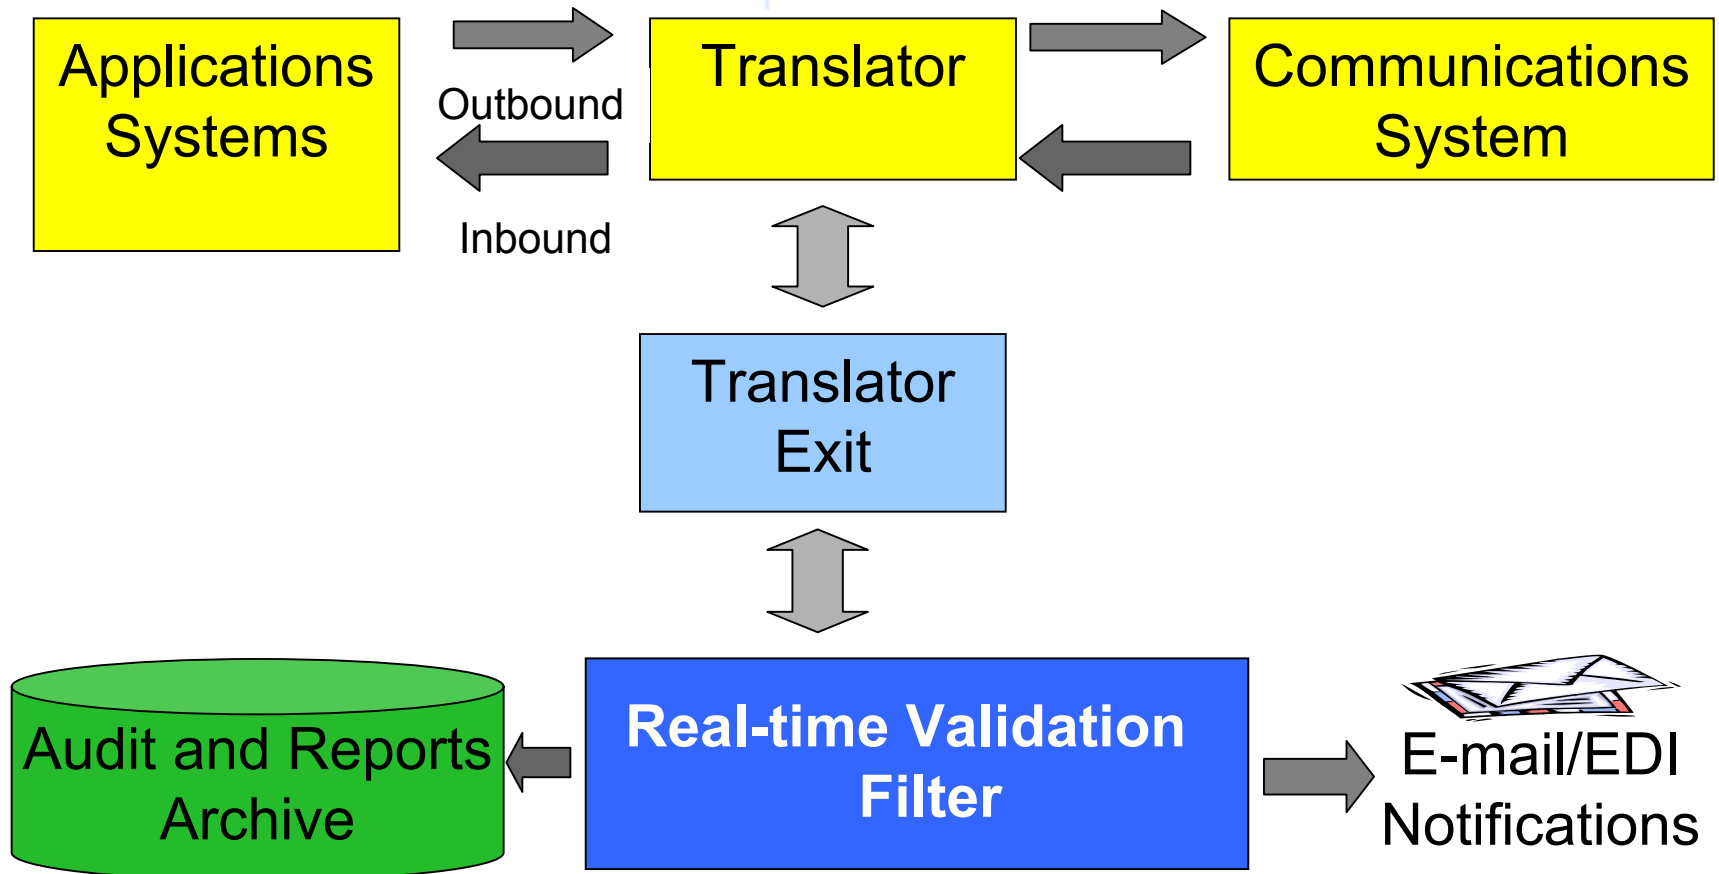 Applications
Systems
Outbound
Inbound
Translator
Communications
System
Translator
Exit
Audit and Reports
Archive
Real-time Validation
Filter
E-mail/EDI
Notifications